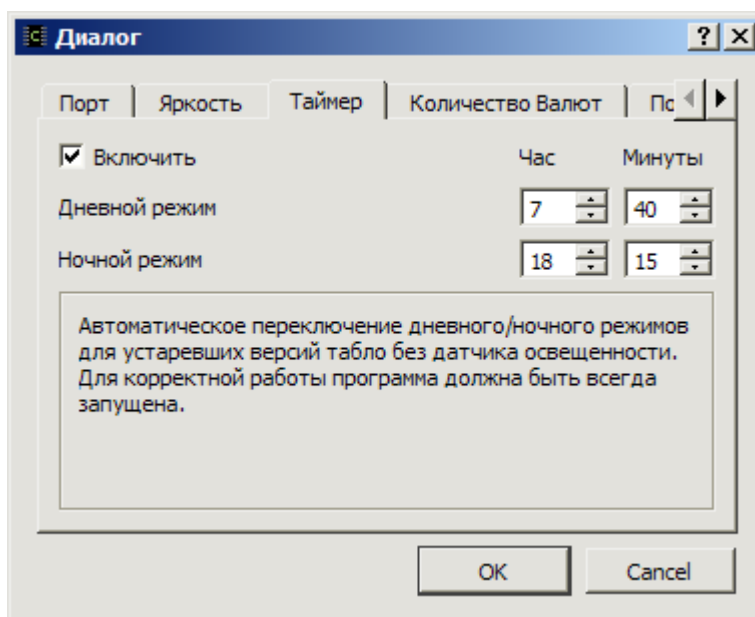 Диалог
Порт Яркость Таймер Количество Валют
Включить Час Минуты
Дневной режим 7 40
Ночной режим 18 15
Автоматическое переключение дневного/ночного режимов
для устаревших версий табло без датчика освещенности.
Для корректной работы программа должна быть всегда
запущена.
OK Cancel